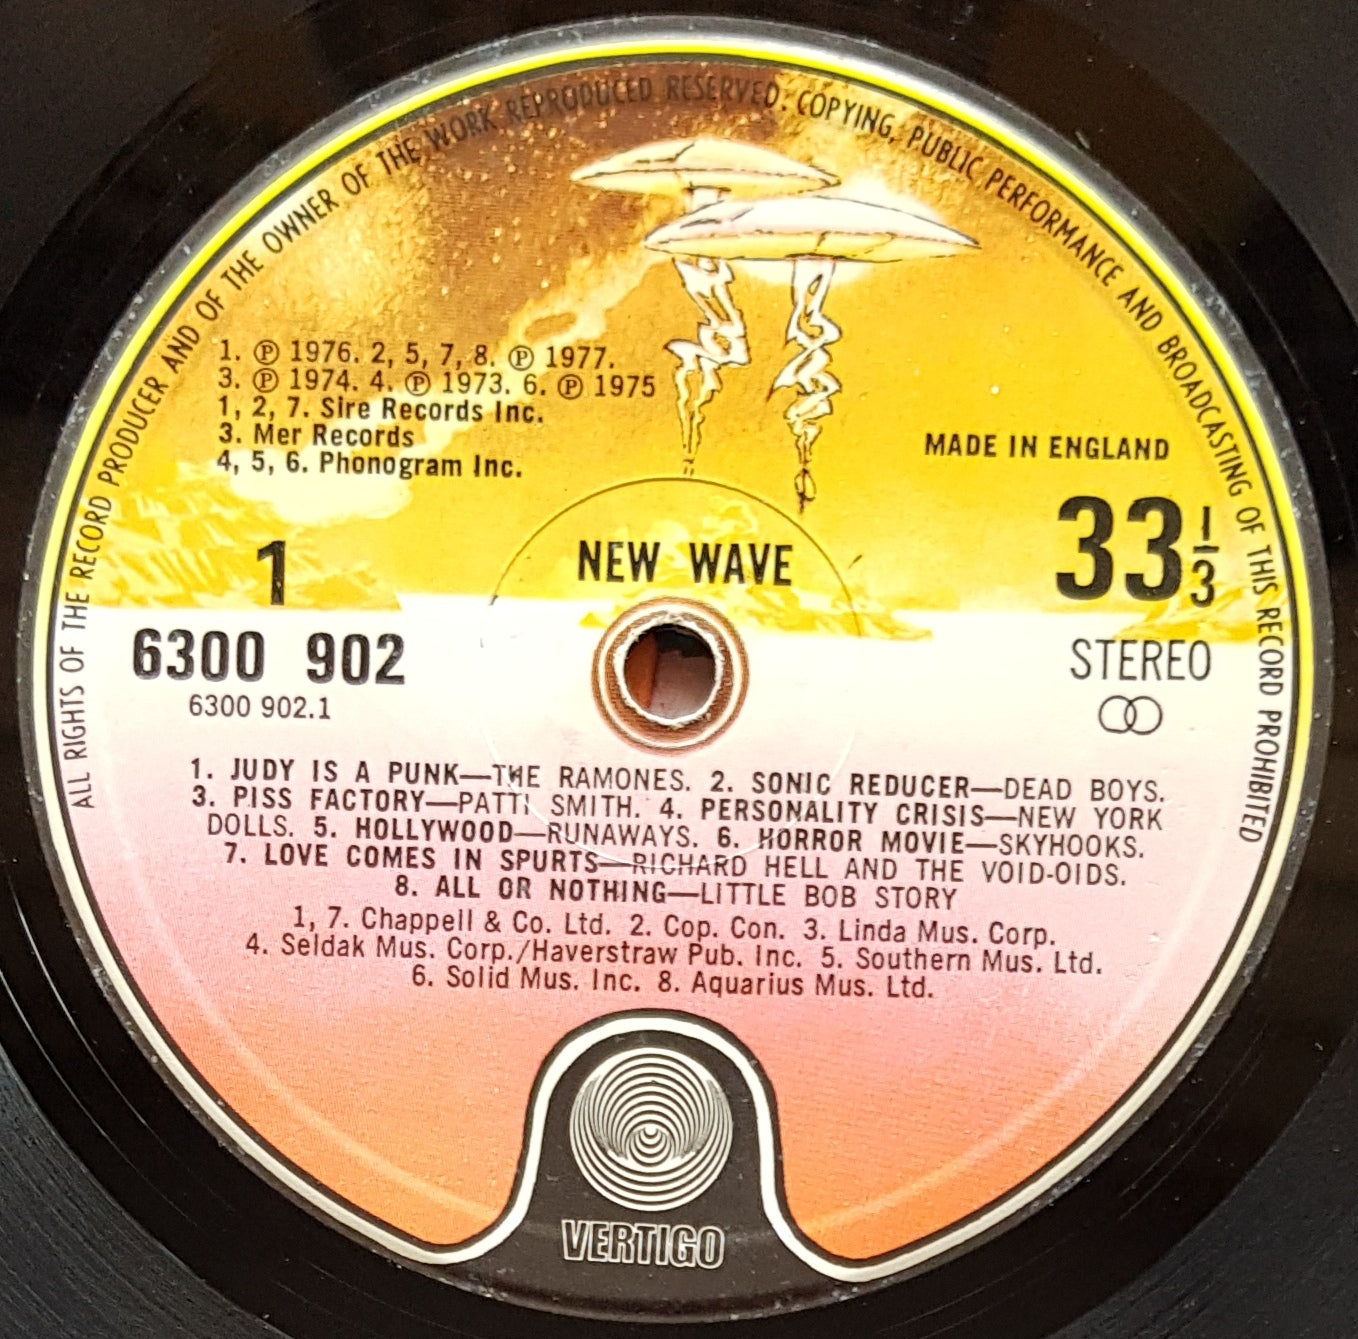 ALL RIGHTS OF THE RECORD PRODUCER AND OF THE OWNER OF THE WORK REPRODUCED RESERVED. COPYING, PUBLIC PERFORMANCE AND BROADCASTING OF THIS RECORD PROHIBITED
1. ℗ 1976. 2, 5, 7, 8. ℗ 1977.
3. ℗ 1974. 4. ℗ 1973. 6. ℗ 1975
1, 2, 7. Sire Records Inc.
3. Mer Records
4, 5, 6. Phonogram Inc.
MADE IN ENGLAND
1
NEW WAVE
33 1/3
6300 902
6300 902.1
STEREO
1. JUDY IS A PUNK—THE RAMONES. 2. SONIC REDUCER—DEAD BOYS.
3. PISS FACTORY—PATTI SMITH. 4. PERSONALITY CRISIS—NEW YORK
DOLLS. 5. HOLLYWOOD—RUNAWAYS. 6. HORROR MOVIE—SKYHOOKS.
7. LOVE COMES IN SPURTS—RICHARD HELL AND THE VOID-OIDS.
8. ALL OR NOTHING—LITTLE BOB STORY
1, 7. Chappell & Co. Ltd. 2. Cop. Con. 3. Linda Mus. Corp.
4. Seldak Mus. Corp./Haverstraw Pub. Inc. 5. Southern Mus. Ltd.
6. Solid Mus. Inc. 8. Aquarius Mus. Ltd.
VERTIGO